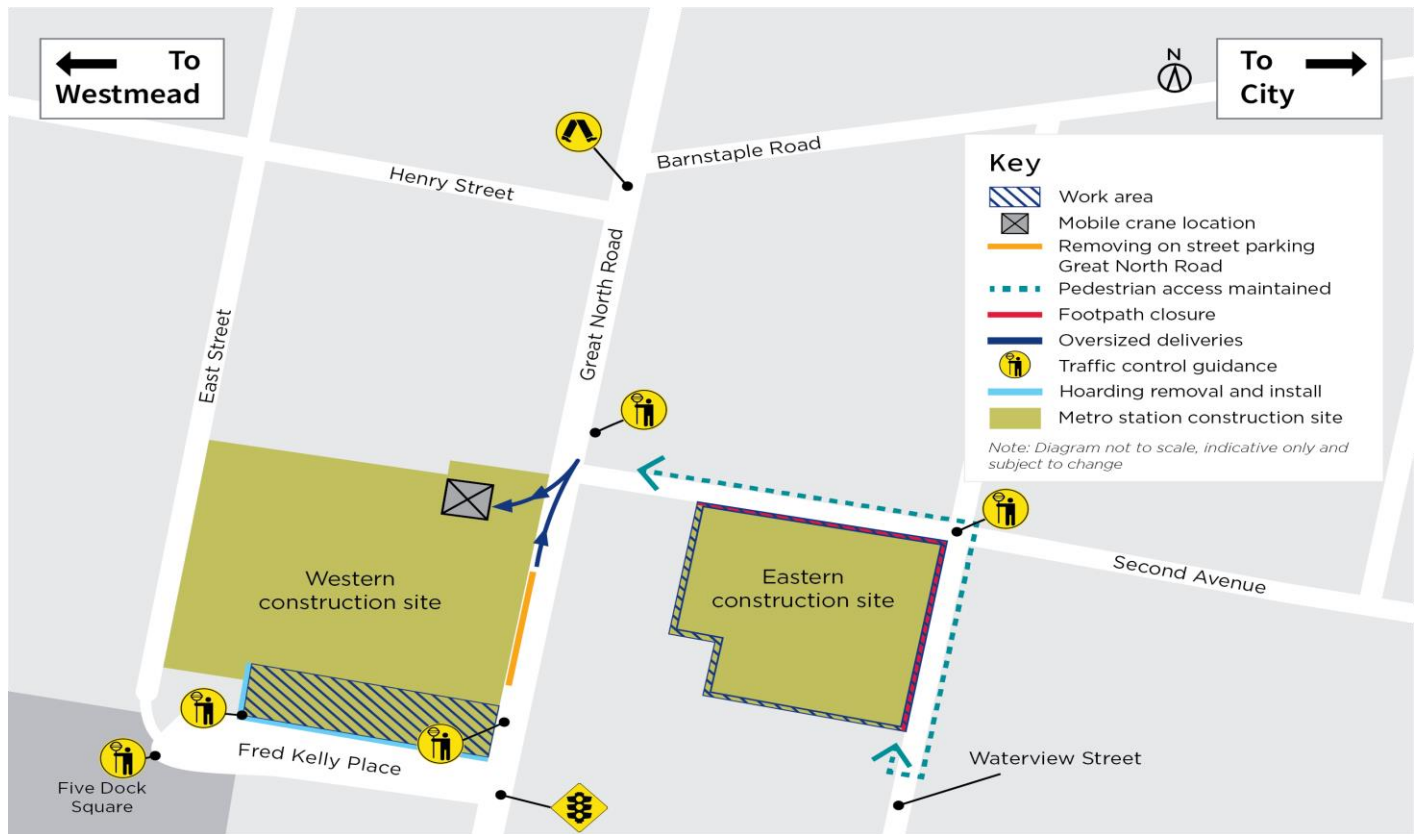 To
Westmead
N
To
City
Barnstaple Road
Henry Street
Great North Road
East Street
Key
Work area
Mobile crane location
Removing on street parking
Great North Road
Pedestrian access maintained
Footpath closure
Oversized deliveries
Traffic control guidance
Hoarding removal and install
Metro station construction site
Note: Diagram not to scale, indicative only and
subject to change
Western
construction site
Eastern
construction site
Second Avenue
Fred Kelly Place
Waterview Street
Five Dock
Square